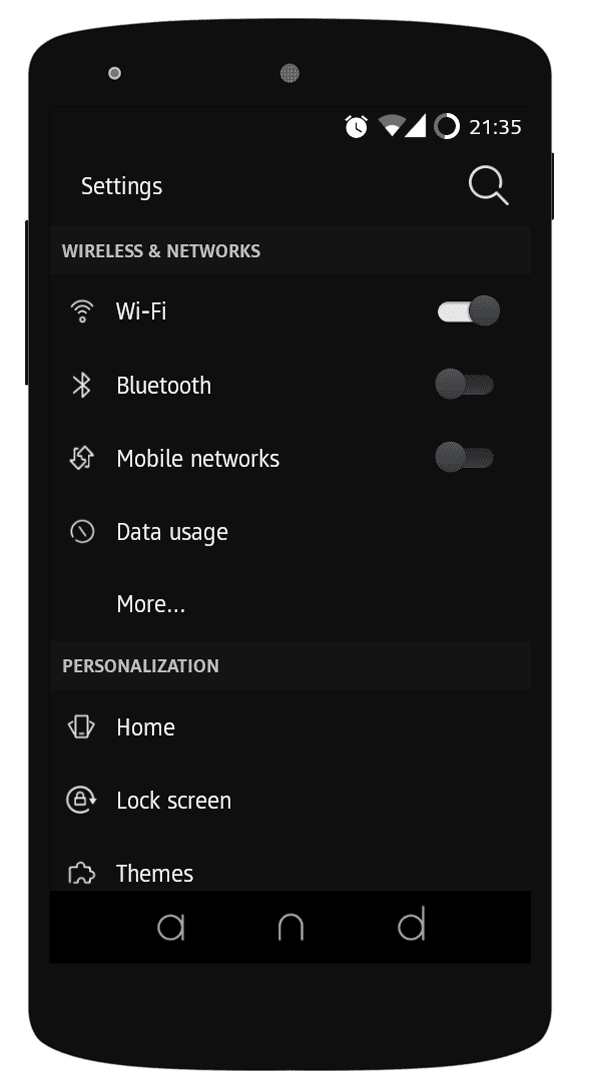 21:35
Settings
WIRELESS & NETWORKS
Wi-Fi
Bluetooth
Mobile networks
Data usage
More...
PERSONALIZATION
Home
Lock screen
Themes
a n d